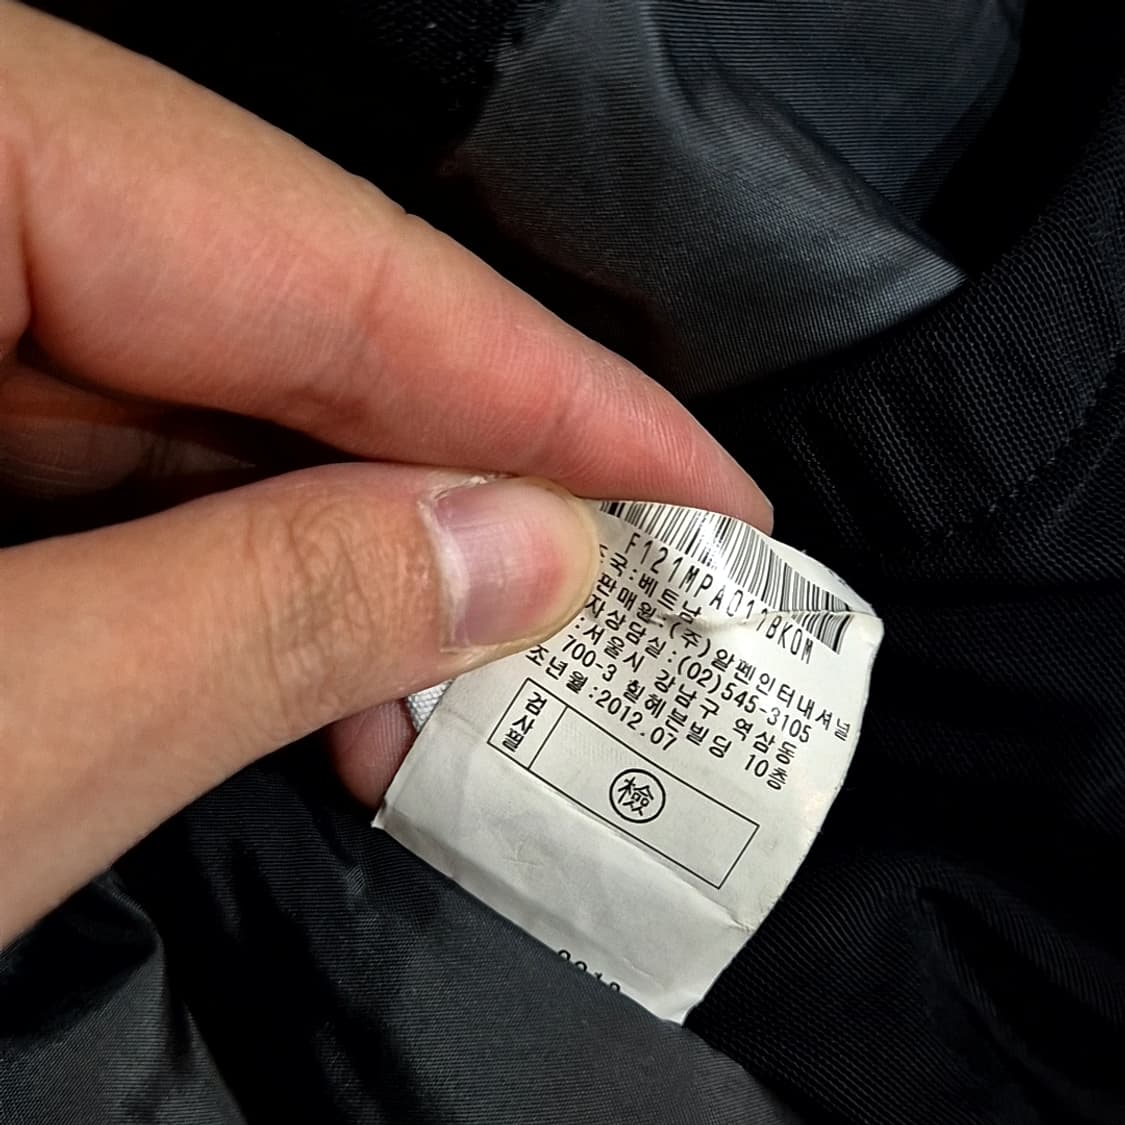 F121MPA011BKOM
조국:베트남
판매원:(주)암펜인터내셔널
자상담실:(02)545-3105
:서울시 강남구 역삼동
700-3 힐헤븐빌딩 10층
조년월:2012.07
검사필
檢